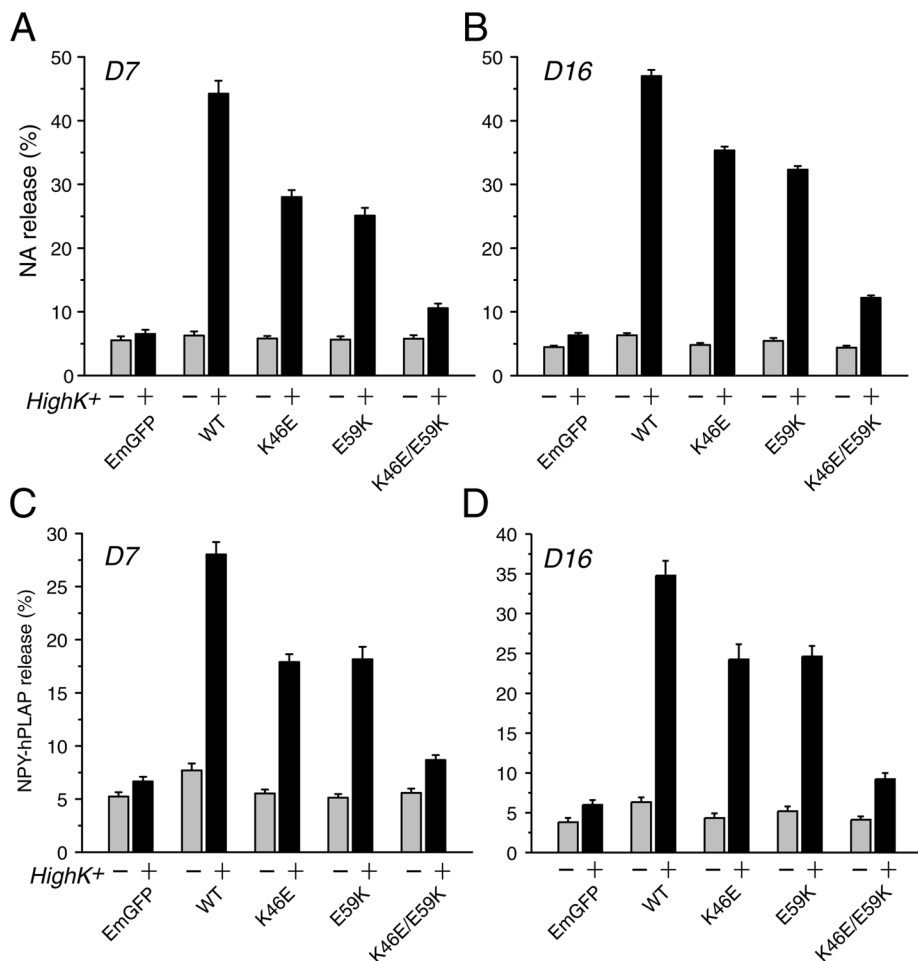 A
D7
NA release (%)
50
40
30
20
10
0
HighK+ − + − + − + − + − +
EmGFP WT K46E E59K K46E/E59K
B
D16
50
40
30
20
10
0
− + − + − + − + − +
EmGFP WT K46E E59K K46E/E59K
C
D7
NPY-hPLAP release (%)
30
25
20
15
10
5
0
HighK+ − + − + − + − + − +
EmGFP WT K46E E59K K46E/E59K
D
D16
40
35
30
25
20
15
10
5
0
− + − + − + − + − +
EmGFP WT K46E E59K K46E/E59K